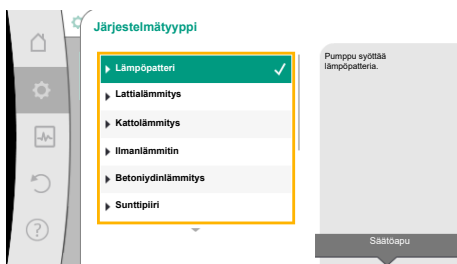 Järjestelmätyyppi
Lämpöpatteri
Lattialämmitys
Kattolämmitys
Ilmanlämmitin
Betoniydinlämmitys
Sunttipiiri
Pumppu syöttää
lämpöpatteria.
Säätöapu